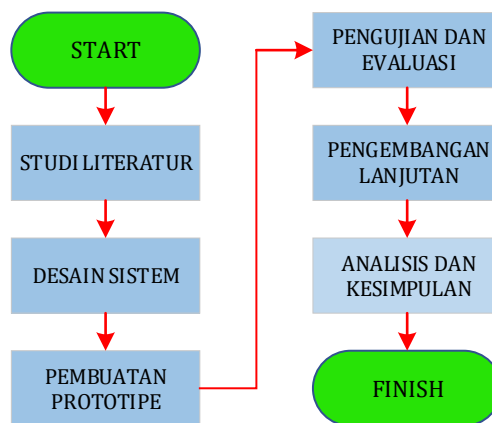 START
STUDI LITERATUR
DESAIN SISTEM
PEMBUATAN
PROTOTIPE
PENGUJIAN DAN
EVALUASI
PENGEMBANGAN
LANJUTAN
ANALISIS DAN
KESIMPULAN
FINISH